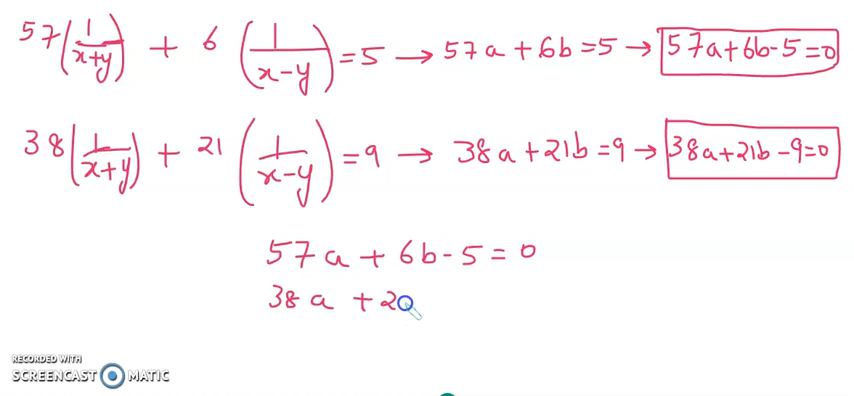 57(1/(x+y)) + 6(1/(x-y)) = 5 → 57a + 6b = 5 → 57a+6b-5=0
38(1/(x+y)) + 21(1/(x-y)) = 9 → 38a + 21b = 9 → 38a+21b-9=0
57a + 6b - 5 = 0
38a + 2
RECORDED WITH
SCREENCAST MATIC